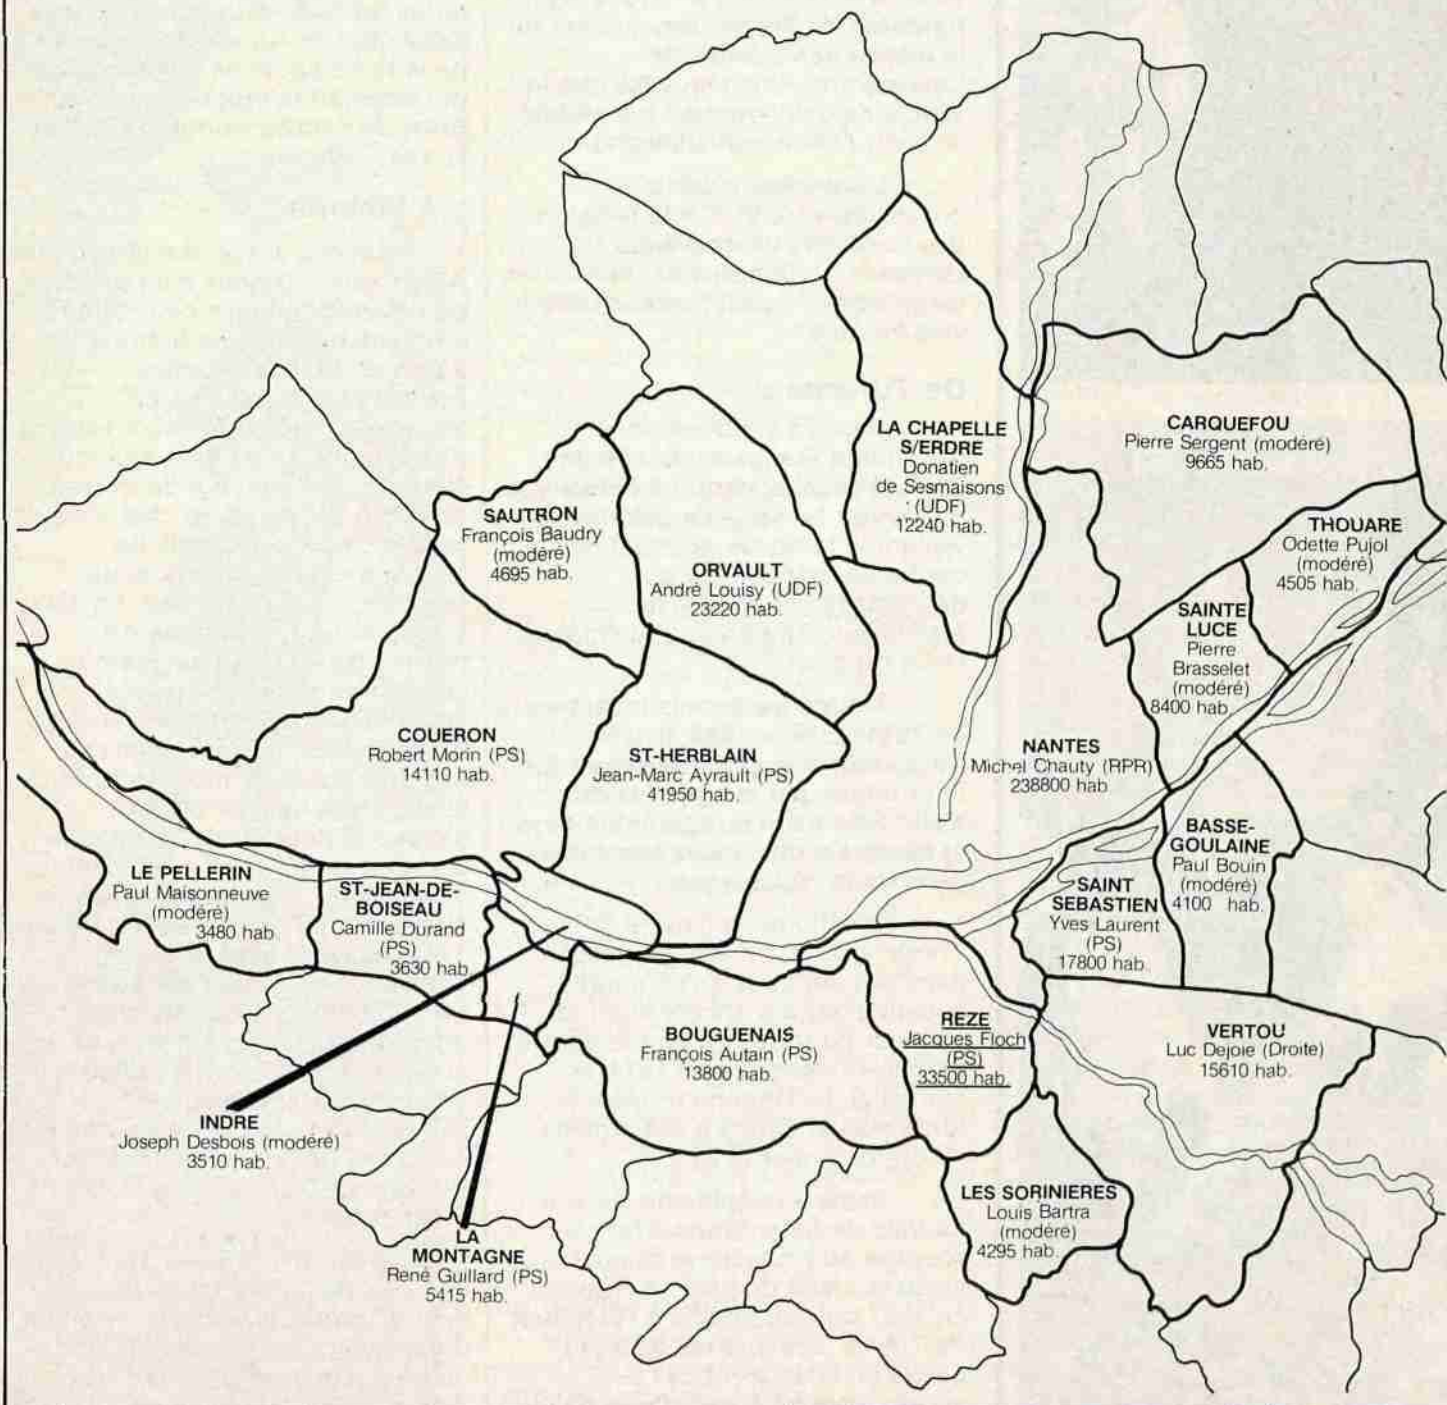 LA CHAPELLE
S/ERDRE
Donatien
de Sesmaisons
(UDF)
12240 hab.
CARQUEFOU
Pierre Sergent (modéré)
9665 hab.
SAUTRON
François Baudry
(modéré)
4695 hab.
ORVAULT
André Louisy (UDF)
23220 hab.
THOUARE
Odette Pujol
(modéré)
4505 hab.
SAINTE
LUCE
Pierre
Brasselet
(modéré)
8400 hab.
COUERON
Robert Morin (PS)
14110 hab.
ST-HERBLAIN
Jean-Marc Ayrault (PS)
41950 hab.
NANTES
Michel Chauty (RPR)
238800 hab
BASSE-
GOULAINE
Paul Bouin
(modéré)
4100 hab.
LE PELLERIN
Paul Maisonneuve
(modéré)
3480 hab
ST-JEAN-DE-
BOISEAU
Camille Durand
(PS)
3630 hab
SAINT
SEBASTIEN
Yves Laurent
(PS)
17800 hab.
BOUGUENAIS
François Autain (PS)
13800 hab.
REZE
Jacques Floch
(PS)
33500 hab.
VERTOU
Luc Dejoie (Droite)
15610 hab.
INDRE
Joseph Desbois (modéré)
3510 hab.
LES SORINIERES
Louis Bartra
(modéré)
4295 hab.
LA
MONTAGNE
René Guillard (PS)
5415 hab.